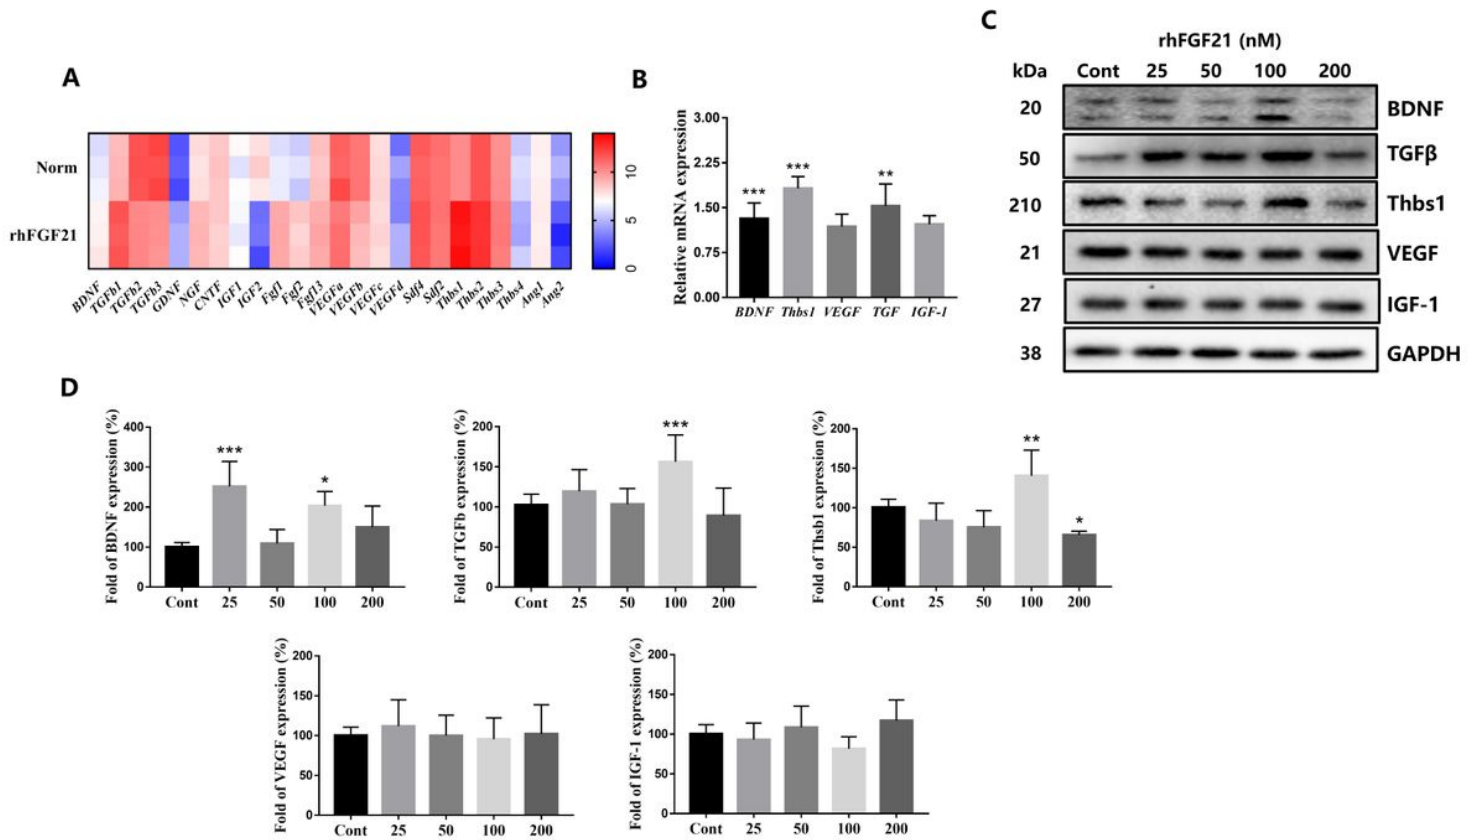 A
Norm
rhFGF21
10
5
0
BDNF TGFb1 TGFb2 TGFb3 GDNF NGF CNTF IGF1 IGF2 Fgf1 Fgf2 Fgf13 VEGFa VEGFb VEGFc VEGFd Sdf4 Sdf2 Thbs1 Thbs2 Thbs3 Thbs4 Ang1 Ang2
B
Relative mRNA expression
3.00
2.25
1.50
0.75
0.00
*** *** **
BDNF Thbs1 VEGF TGF IGF-1
C
rhFGF21 (nM)
kDa Cont 25 50 100 200
20 BDNF
50 TGFβ
210 Thbs1
21 VEGF
27 IGF-1
38 GAPDH
D
Fold of BDNF expression (%)
400
300
200
100
0
*** *
Cont 25 50 100 200
Fold of TGFb expression (%)
200
150
100
50
0
***
Cont 25 50 100 200
Fold of Thsb1 expression (%)
200
150
100
50
0
** *
Cont 25 50 100 200
Fold of VEGF expression (%)
200
150
100
50
0
Cont 25 50 100 200
Fold of IGF-1 expression (%)
200
150
100
50
0
Cont 25 50 100 200